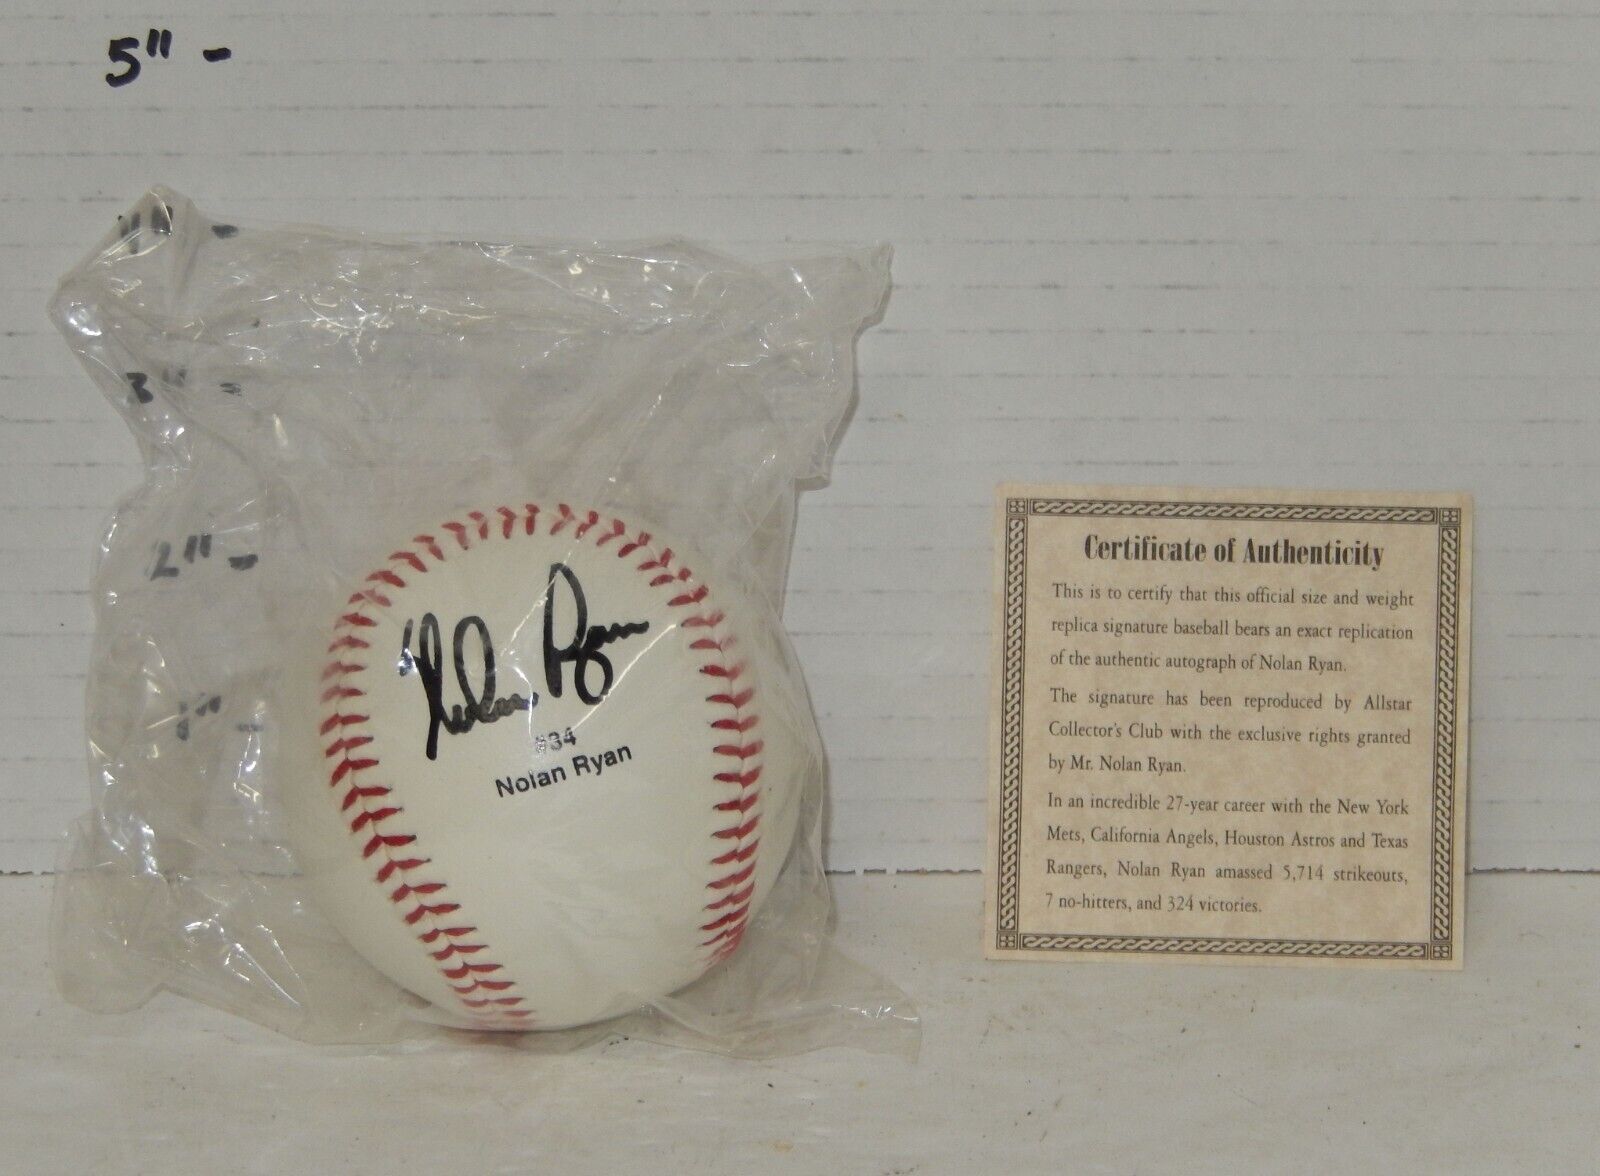 5" -
4" -
3" -
2" -
1" -
Nolan Ryan
#34
Nolan Ryan
Certificate of Authenticity
This is to certify that this official size and weight
replica signature baseball bears an exact replication
of the authentic autograph of Nolan Ryan.
The signature has been reproduced by Allstar
Collector's Club with the exclusive rights granted
by Mr. Nolan Ryan.
In an incredible 27-year career with the New York
Mets, California Angels, Houston Astros and Texas
Rangers, Nolan Ryan amassed 5,714 strikeouts,
7 no-hitters, and 324 victories.